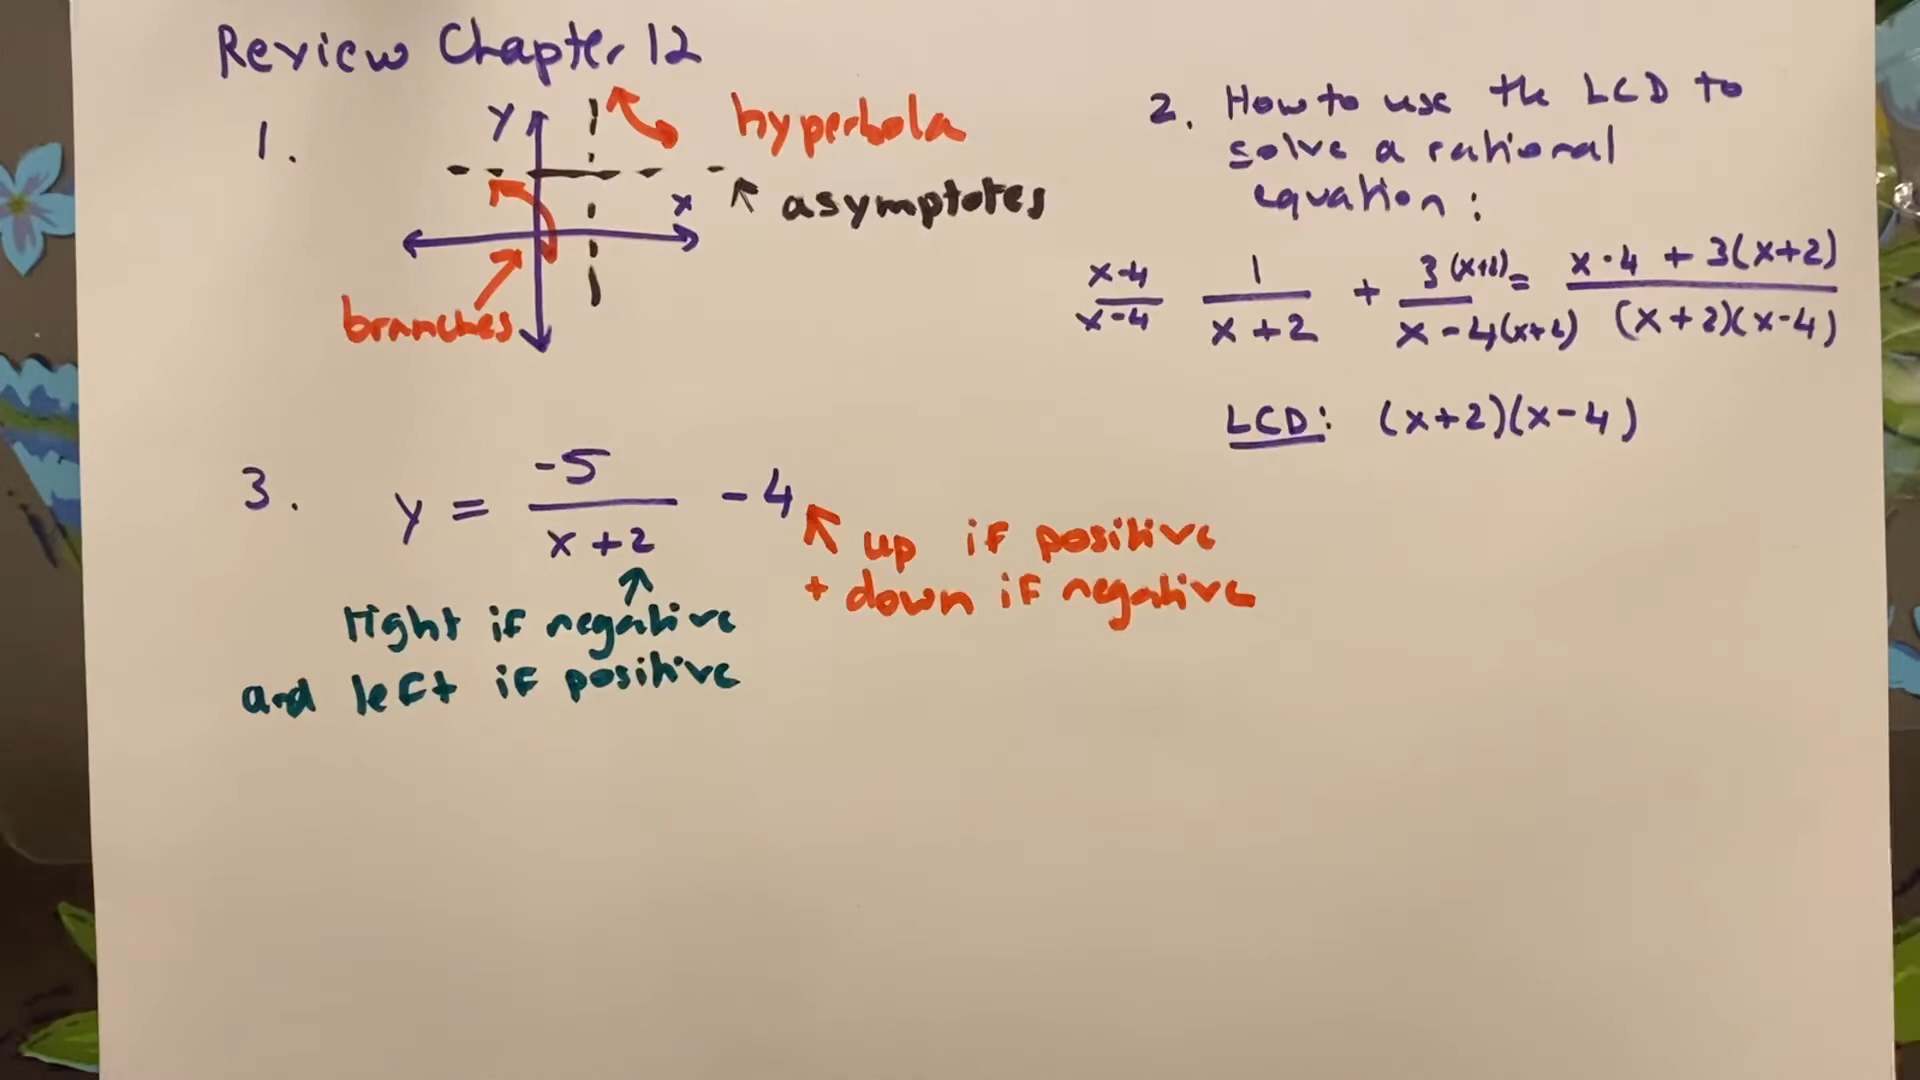 Review Chapter 12
1.
y
x
hyperbola
asymptotes
branches
2. How to use the LCD to
solve a rational
equation:
x-4/x-4 1/x+2 + 3(x+2)/x-4(x+2) = x·4 + 3(x+2)/(x+2)(x-4)
LCD: (x+2)(x-4)
3. y = -5/x+2 -4
up if positive
+ down if negative
right if negative
and left if positive